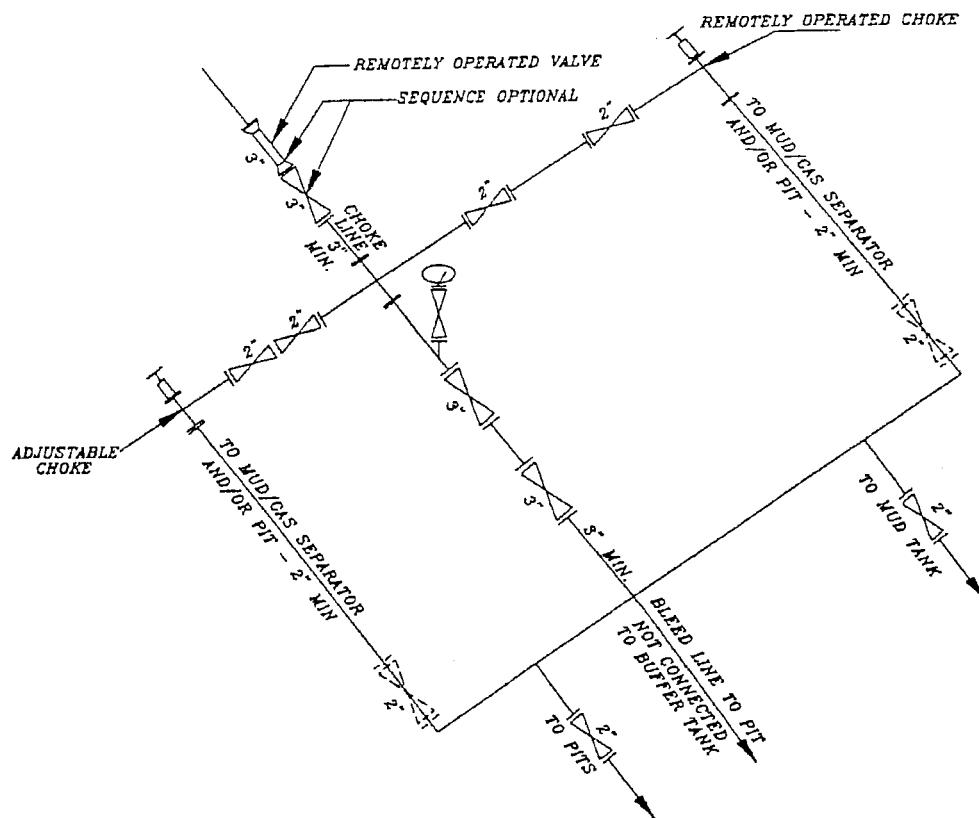 REMOTELY OPERATED CHOKE
REMOTELY OPERATED VALVE
SEQUENCE OPTIONAL
3"
3"
CHOKE
LINE
3"
MIN.
2"
2"
TO MUD/GAS SEPARATOR
AND/OR PIT - 2" MIN
2"
2"
2"
ADJUSTABLE
CHOKE
3"
3"
3" MIN.
TO MUD/GAS SEPARATOR
AND/OR PIT - 2" MIN
2"
2"
TO MUD TANK
BLEED LINE TO PIT
NOT CONNECTED
TO BUFFER TANK
2"
TO PITS